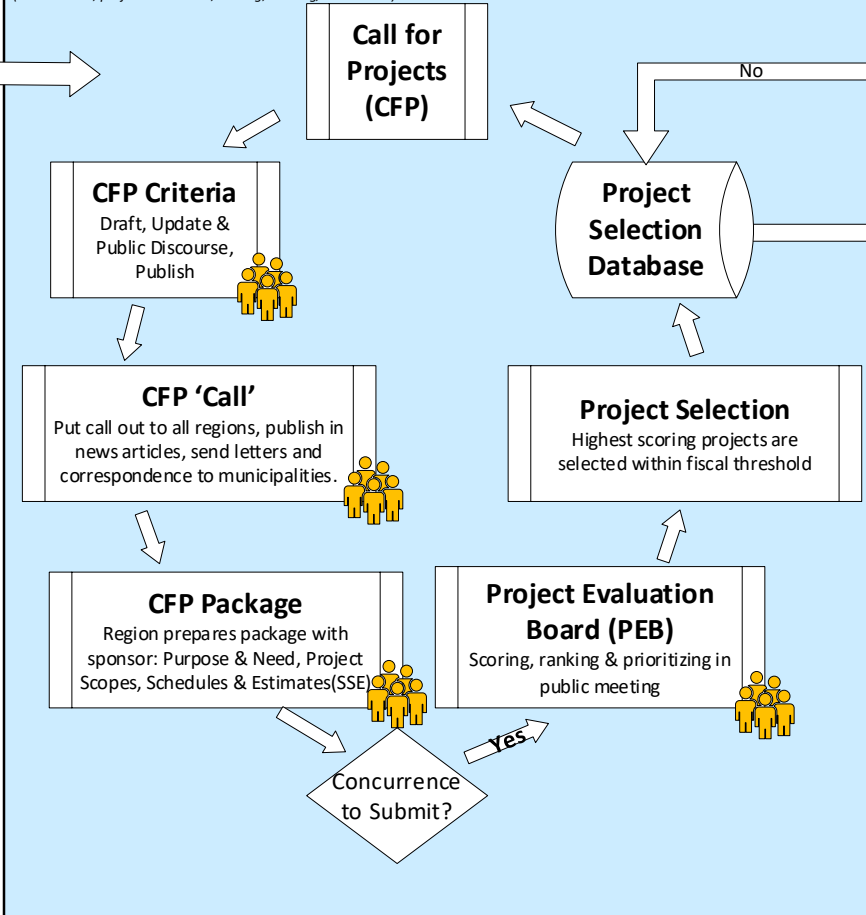 Call for
Projects
(CFP)
No
CFP Criteria
Draft, Update &
Public Discourse,
Publish
Project
Selection
Database
CFP ‘Call’
Put call out to all regions, publish in
news articles, send letters and
correspondence to municipalities.
Project Selection
Highest scoring projects are
selected within fiscal threshold
CFP Package
Region prepares package with
sponsor: Purpose & Need, Project
Scopes, Schedules & Estimates(SSE)
Project Evaluation
Board (PEB)
Scoring, ranking & prioritizing in
public meeting
Yes
Concurrence
to Submit?